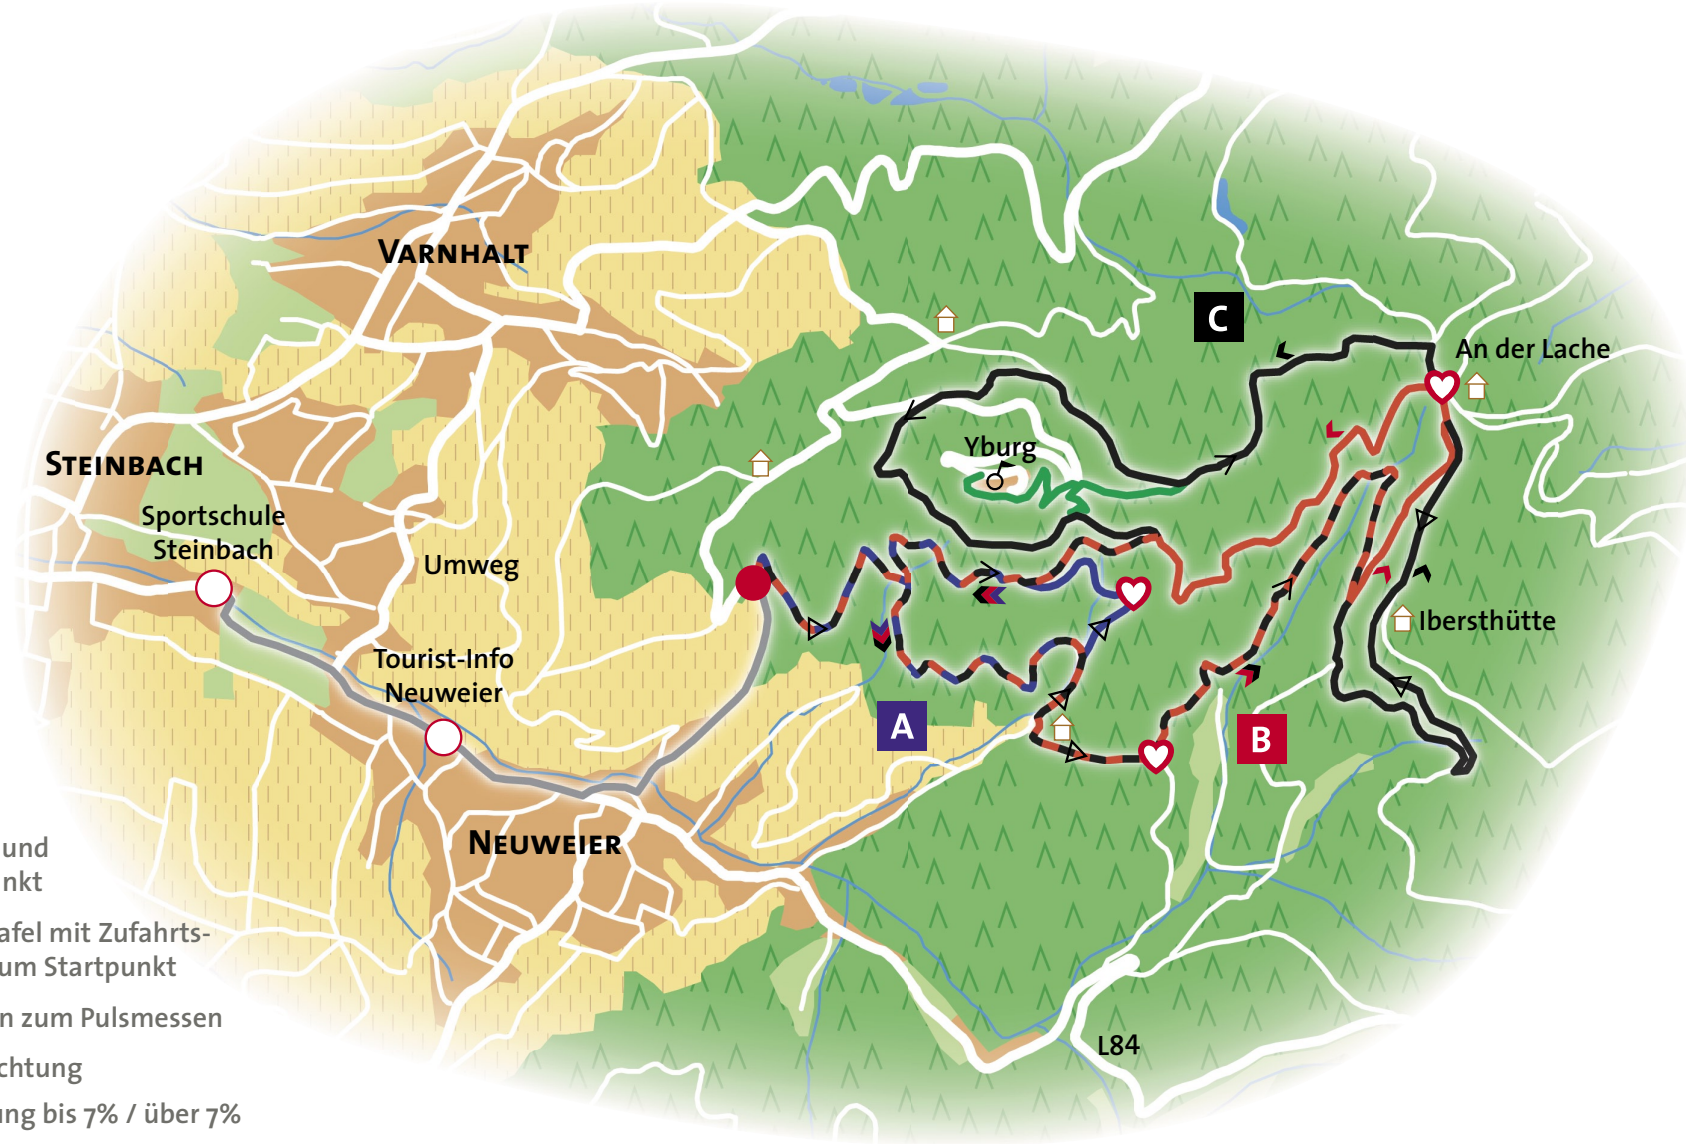 VARNHALT
C
An der Lache
Yburg
STEINBACH
Sportschule
Steinbach
Umweg
Ibersthütte
Tourist-Info
Neuweier
A
B
NEUWEIER
und
nkt
afel mit Zufahrts-
um Startpunkt
n zum Pulsmessen
L84
chtung
ung bis 7% / über 7%